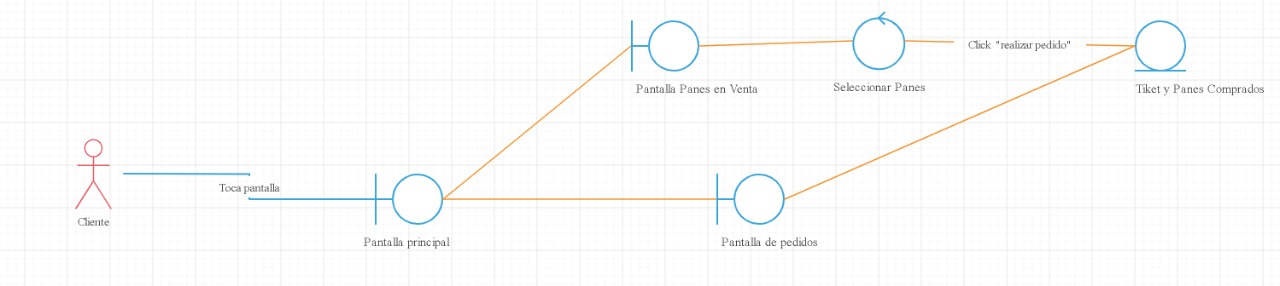 Click "realizar pedido"
Pantalla Panes en Venta
Seleccionar Panes
Tiket y Panes Comprados
Toca pantalla
Cliente
Pantalla principal
Pantalla de pedidos